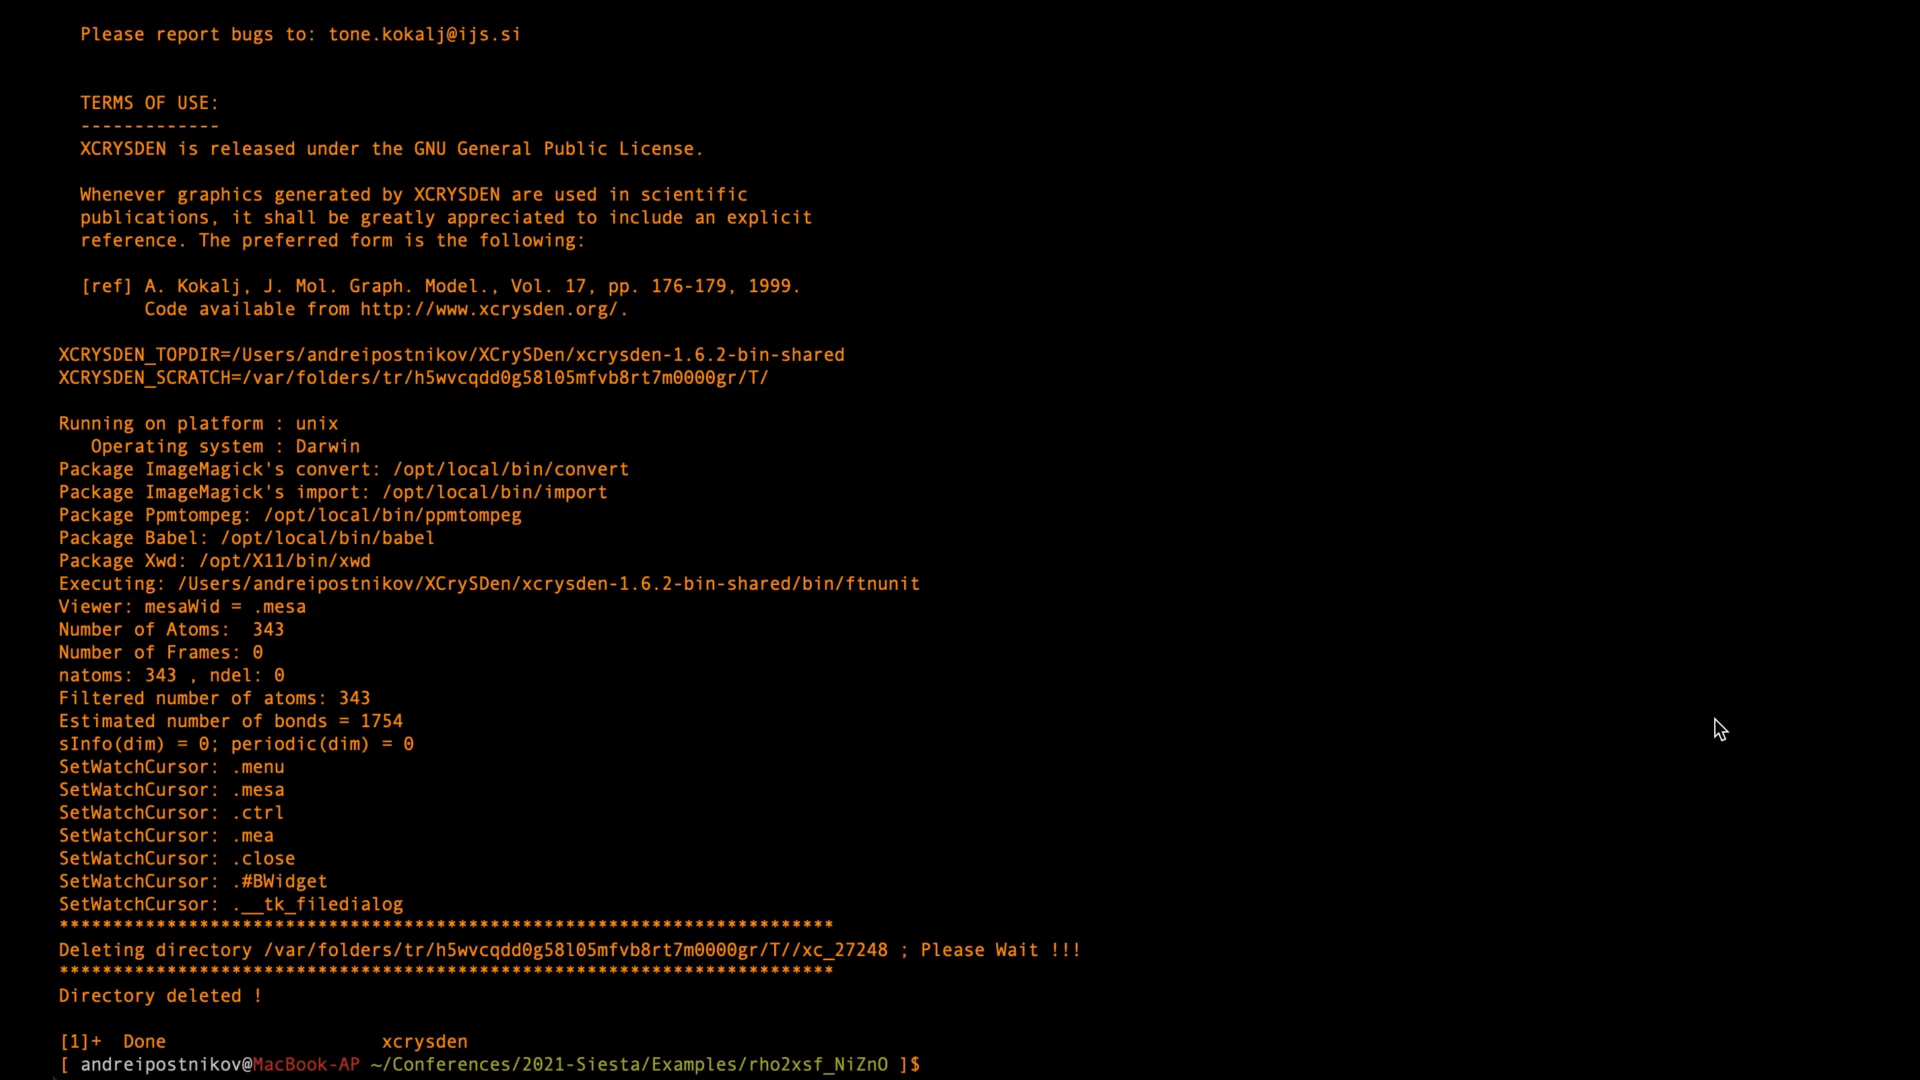 Please report bugs to: tone.kokalj@ijs.si
TERMS OF USE:
-------------
XCRYSDEN is released under the GNU General Public License.
Whenever graphics generated by XCRYSDEN are used in scientific
publications, it shall be greatly appreciated to include an explicit
reference. The preferred form is the following:
[ref] A. Kokalj, J. Mol. Graph. Model., Vol. 17, pp. 176-179, 1999.
Code available from http://www.xcrysden.org/.
XCRYSDEN_TOPDIR=/Users/andreipostnikov/XCrySDen/xcrysden-1.6.2-bin-shared
XCRYSDEN_SCRATCH=/var/folders/tr/h5wvcqdd0g58l05mfvb8rt7m0000gr/T/
Running on platform : unix
Operating system : Darwin
Package ImageMagick's convert: /opt/local/bin/convert
Package ImageMagick's import: /opt/local/bin/import
Package Ppmtompeg: /opt/local/bin/ppmtompeg
Package Babel: /opt/local/bin/babel
Package Xwd: /opt/X11/bin/xwd
Executing: /Users/andreipostnikov/XCrySDen/xcrysden-1.6.2-bin-shared/bin/ftnunit
Viewer: mesaWid = .mesa
Number of Atoms:  343
Number of Frames: 0
natoms: 343 , ndel: 0
Filtered number of atoms: 343
Estimated number of bonds = 1754
sInfo(dim) = 0; periodic(dim) = 0
SetWatchCursor: .menu
SetWatchCursor: .mesa
SetWatchCursor: .ctrl
SetWatchCursor: .mea
SetWatchCursor: .close
SetWatchCursor: .#BWidget
SetWatchCursor: .__tk_filedialog
************************************************************************
Deleting directory /var/folders/tr/h5wvcqdd0g58l05mfvb8rt7m0000gr/T//xc_27248 ; Please Wait !!!
************************************************************************
Directory deleted !
[1]+  Done                    xcrysden
[ andreipostnikov@MacBook-AP ~/Conferences/2021-Siesta/Examples/rho2xsf_NiZnO ]$